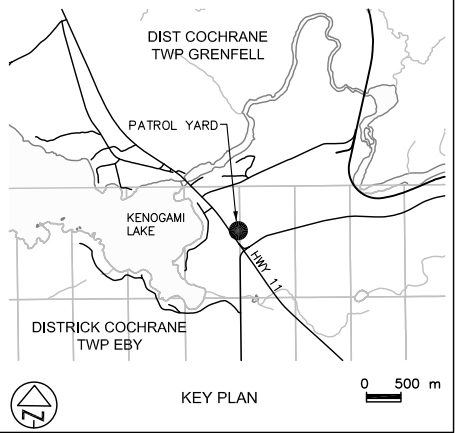 DIST COCHRANE
TWP GRENFELL
PATROL YARD
KENOGAMI
LAKE
HWY 11
DISTRICK COCHRANE
TWP EBY
N
KEY PLAN
0 500 m